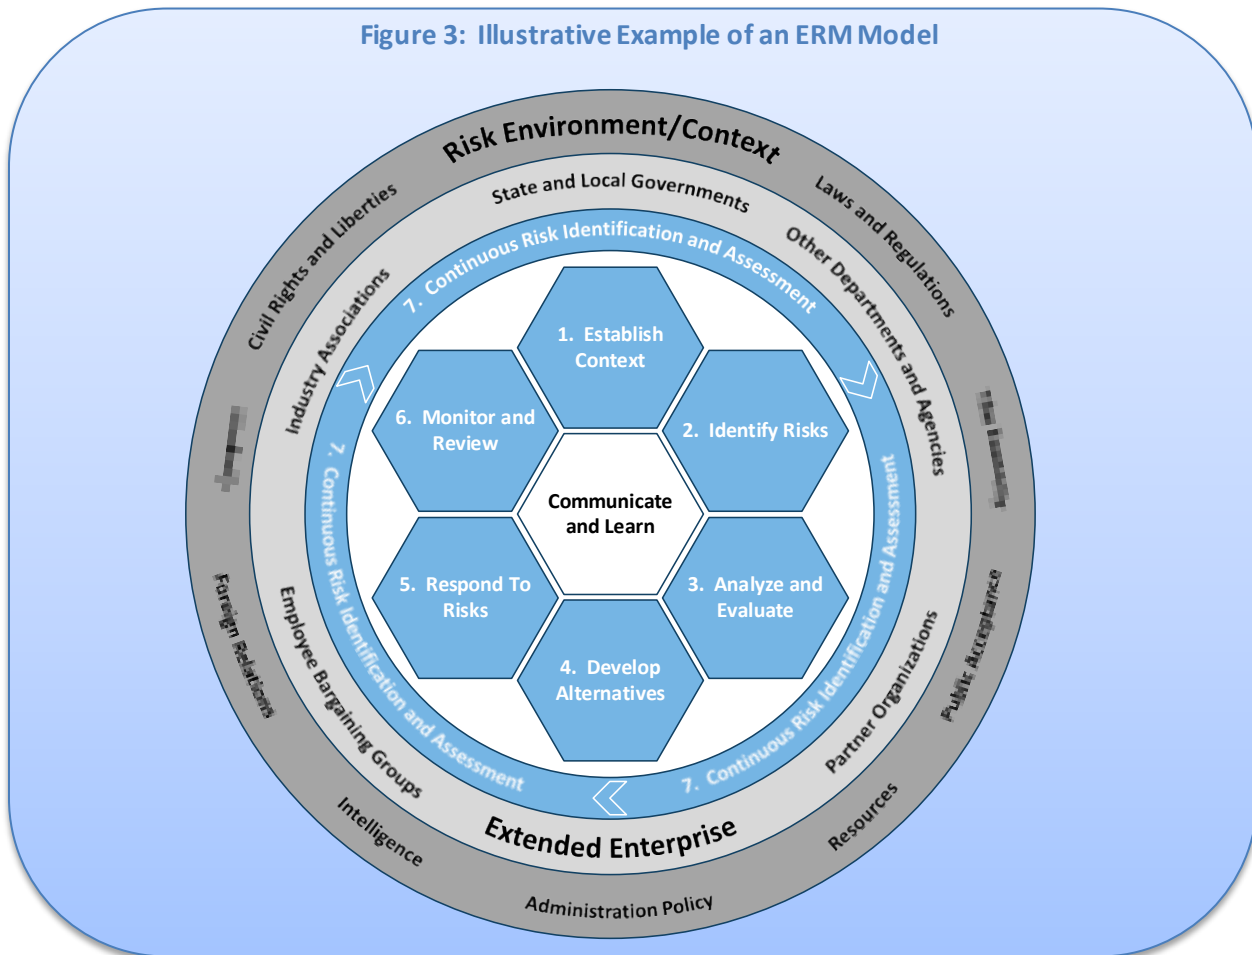 Figure 3: Illustrative Example of an ERM Model
Risk Environment/Context
Laws and Regulations
Public Acceptance
Resources
Administration Policy
Intelligence
Foreign Relations
Civil Rights and Liberties
State and Local Governments
Other Departments and Agencies
Partner Organizations
Extended Enterprise
Employee Bargaining Groups
Industry Associations
7. Continuous Risk Identification and Assessment
7. Continuous Risk Identification and Assessment
7. Continuous Risk Identification and Assessment
1. Establish
Context
2. Identify Risks
3. Analyze and
Evaluate
4. Develop
Alternatives
5. Respond To
Risks
6. Monitor and
Review
Communicate
and Learn